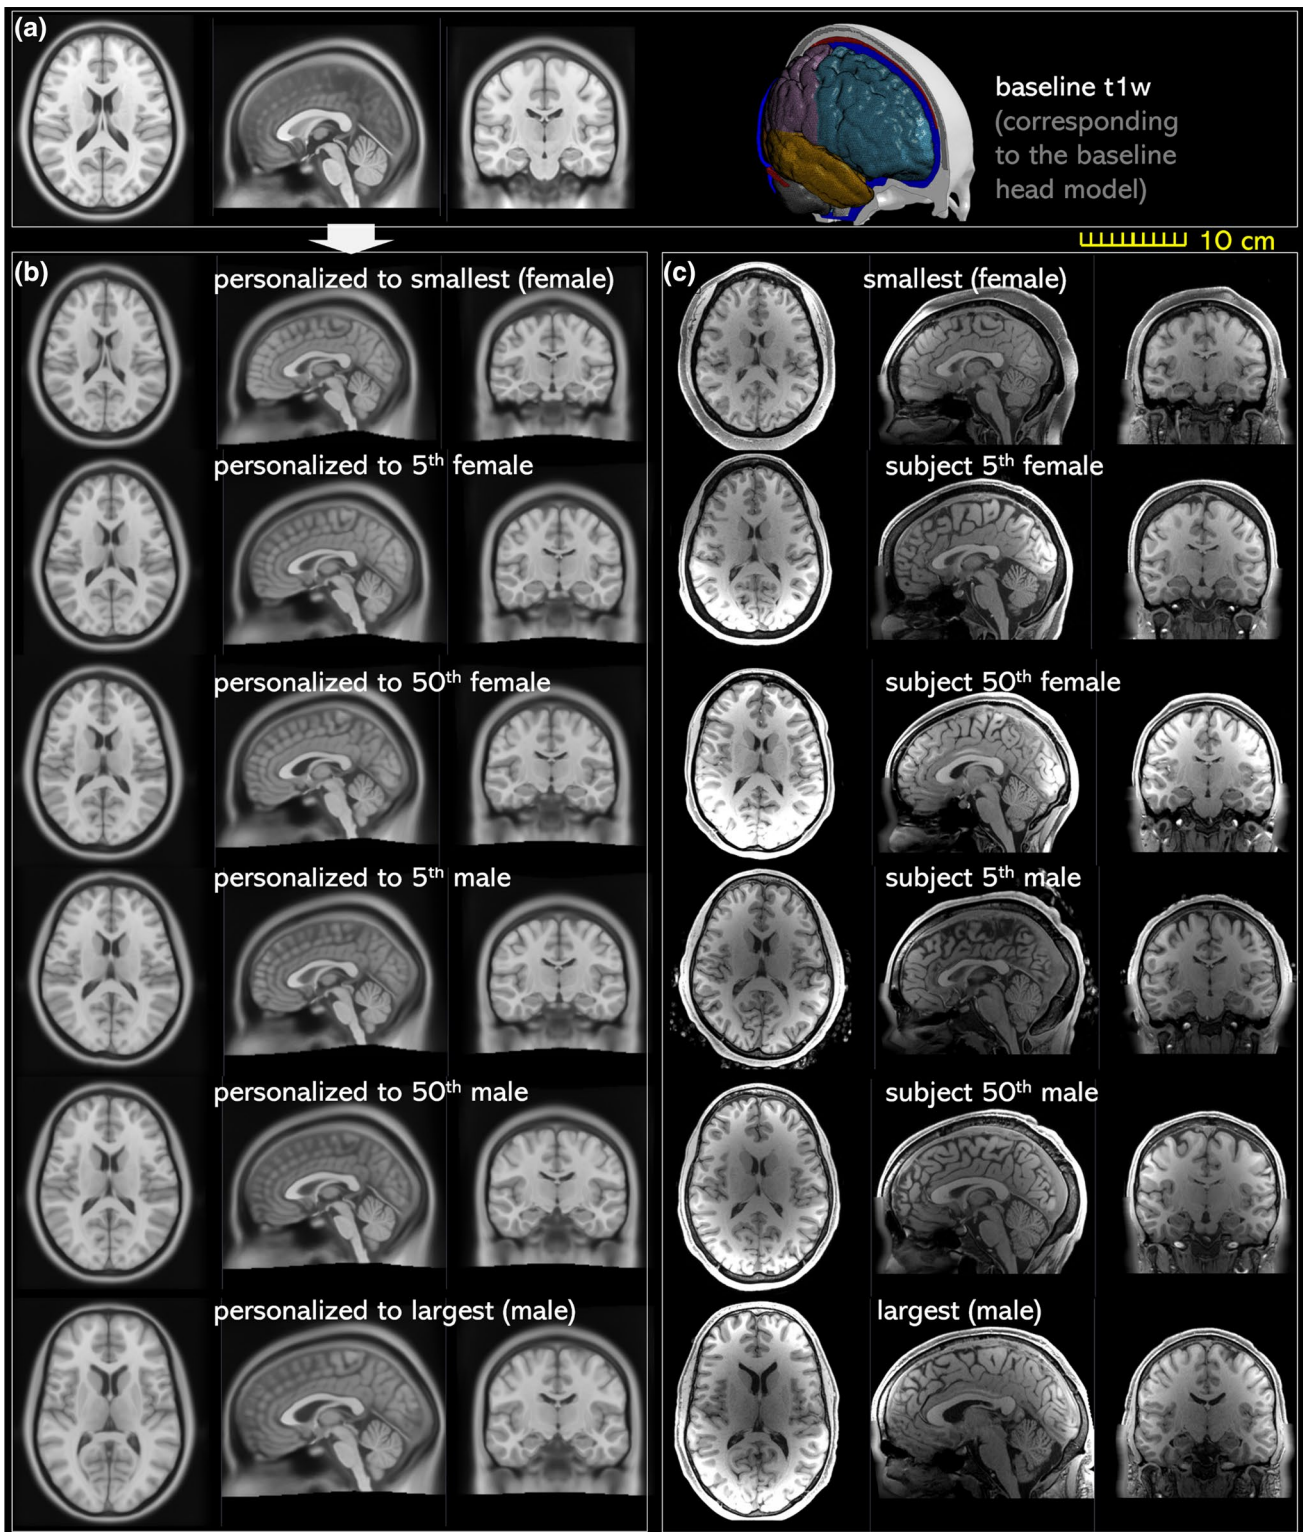 (a)
baseline t1w
(corresponding
to the baseline
head model)
10 cm
(b)
personalized to smallest (female)
personalized to 5th female
personalized to 50th female
personalized to 5th male
personalized to 50th male
personalized to largest (male)
(c)
smallest (female)
subject 5th female
subject 50th female
subject 5th male
subject 50th male
largest (male)